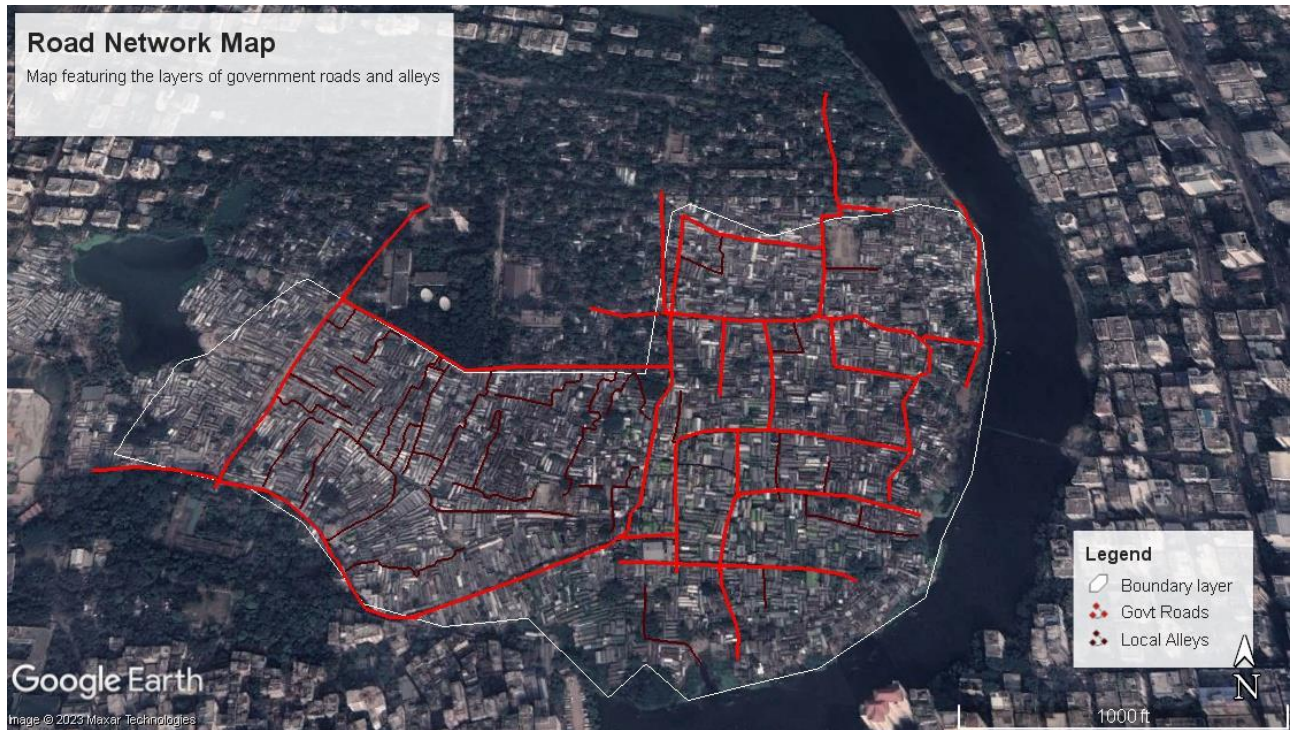 Road Network Map
Map featuring the layers of government roads and alleys
Legend
Boundary layer
Govt Roads
Local Alleys
N
1000 ft
Google Earth
Image © 2023 Maxar Technologies